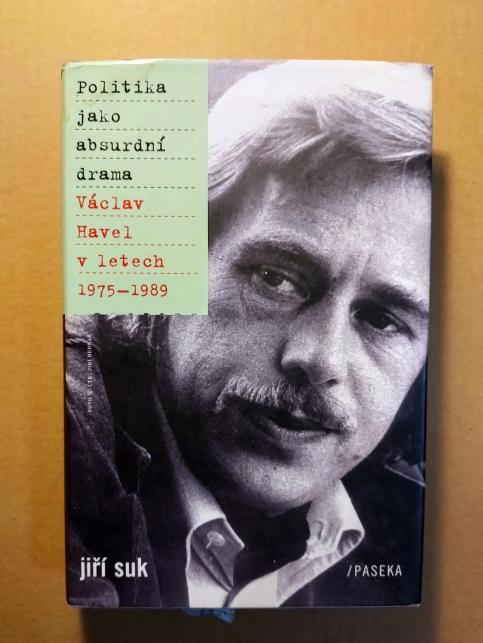 Politika
jako
absurdní
drama
Václav
Havel
v letech
1975–1989
jiří suk
/PASEKA